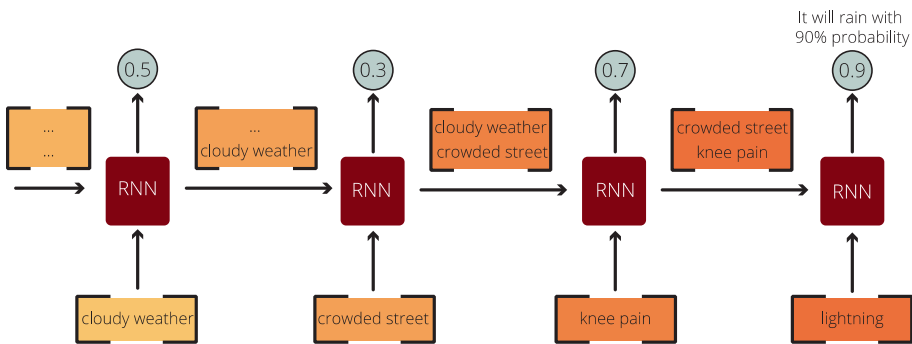 It will rain with
90% probability
0.5
0.3
0.7
0.9
...
...
...
cloudy weather
cloudy weather
crowded street
crowded street
knee pain
RNN
RNN
RNN
RNN
cloudy weather
crowded street
knee pain
lightning